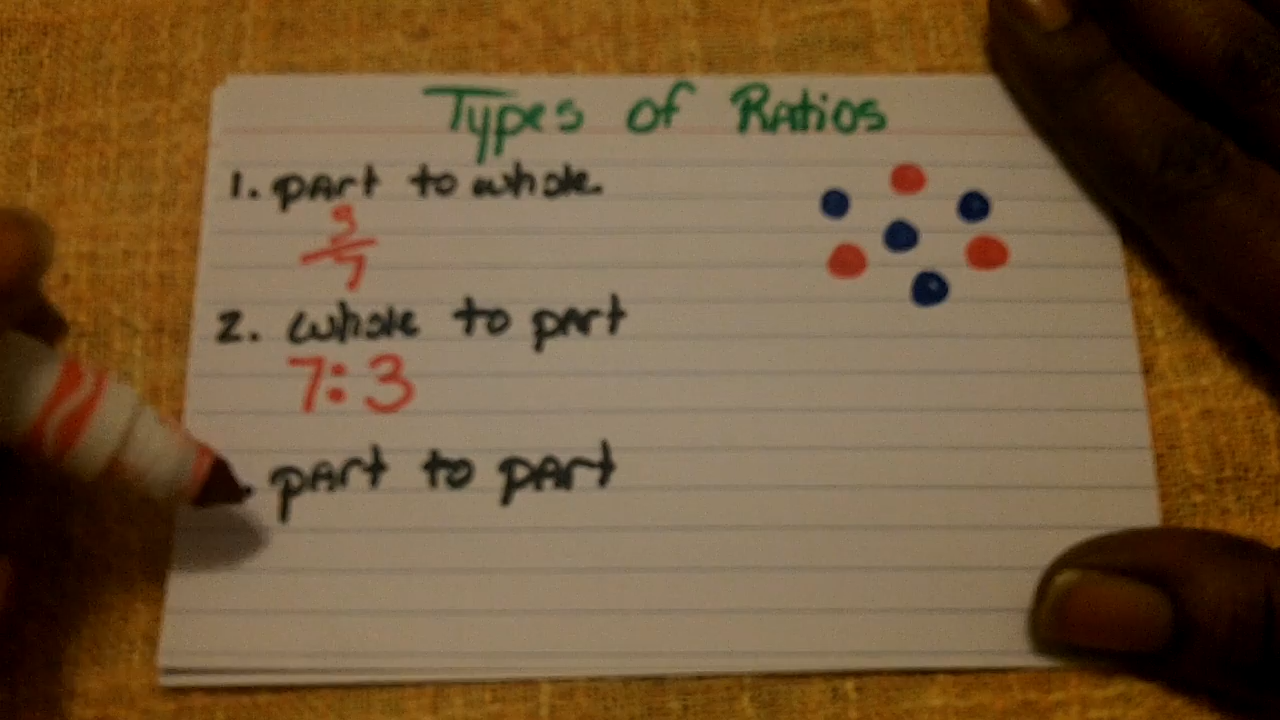 Types of Ratios
1. part to whole
3/7
2. whole to part
7:3
part to part